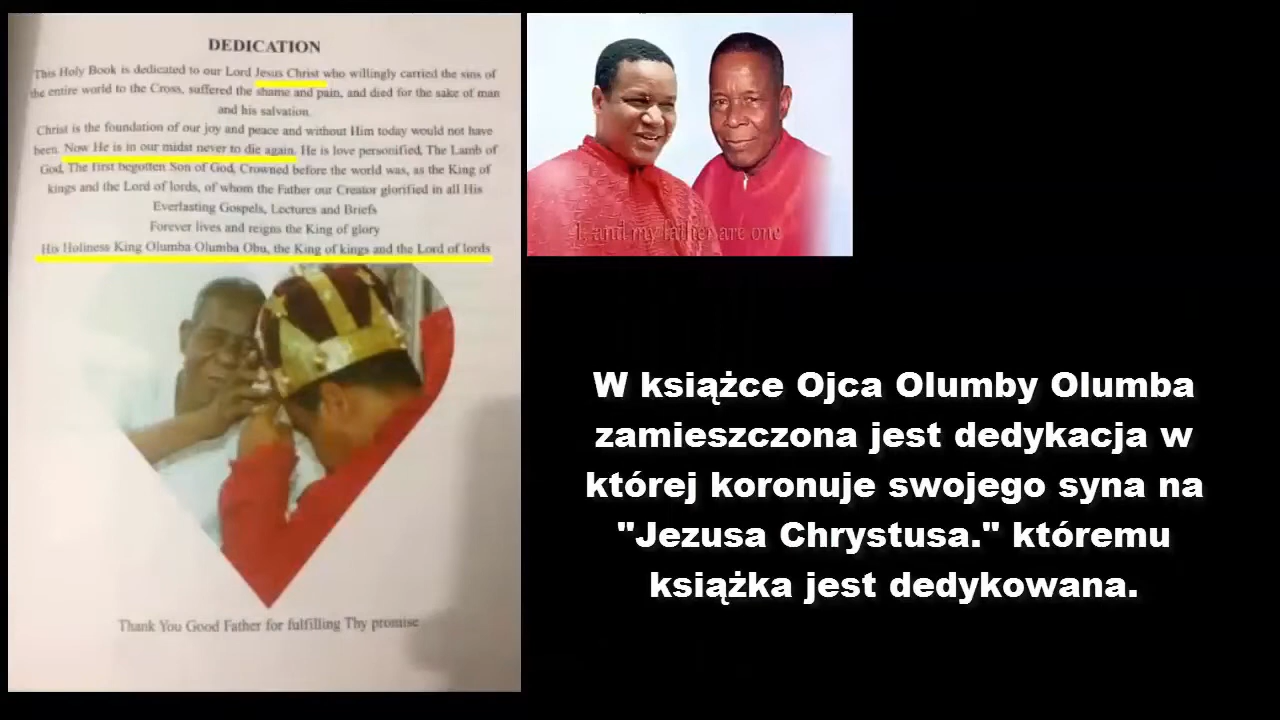 DEDICATION
This Holy Book is dedicated to our Lord Jesus Christ who willingly carried the sins of
the entire world to the Cross, suffered the shame and pain, and died for the sake of man
and his salvation.
Christ is the foundation of our joy and peace and without Him today would not have
been. Now He is in our midst never to die again. He is love personified, The Lamb of
God, The first begotten Son of God, Crowned before the world was, as the King of
kings and the Lord of lords, of whom the Father our Creator glorified in all His
Everlasting Gospels, Lectures and Briefs
Forever lives and reigns the King of glory
His Holiness King Olumba Olumba Obu, the King of kings and the Lord of lords
Thank You Good Father for fulfilling Thy promise
I, and my father are one
W książce Ojca Olumby Olumba
zamieszczona jest dedykacja w
której koronuje swojego syna na
"Jezusa Chrystusa." któremu
książka jest dedykowana.